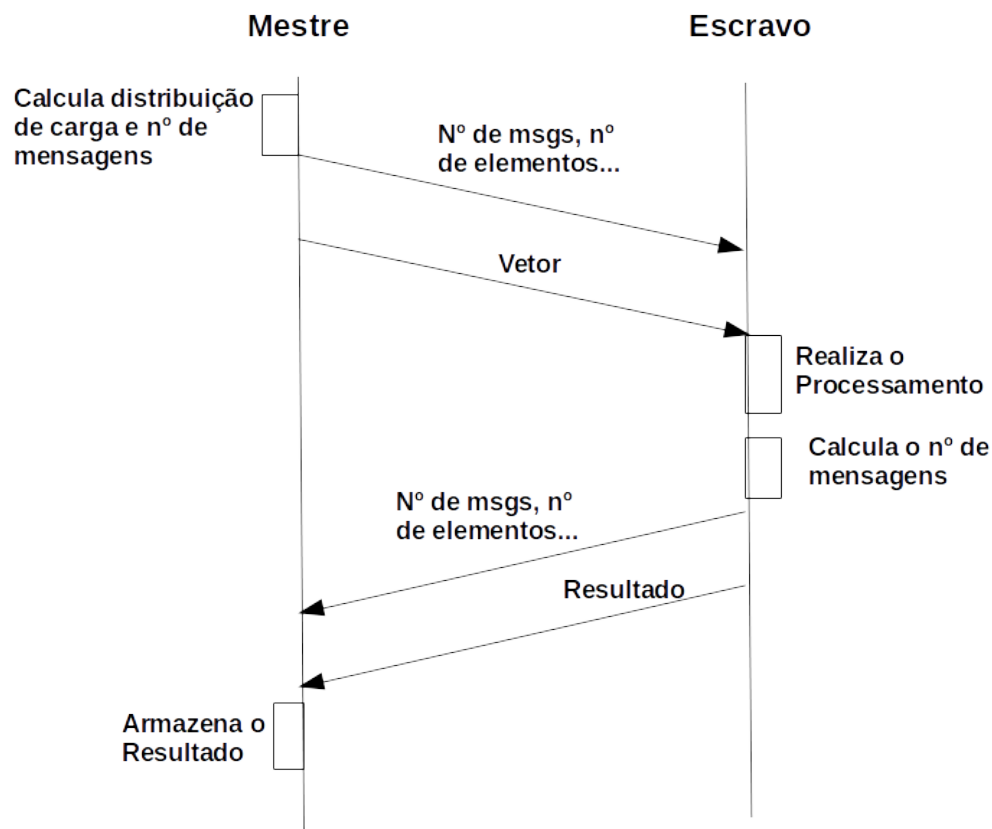 Mestre
Escravo
Calcula distribuição
de carga e nº de
mensagens
Nº de msgs, nº
de elementos...
Vetor
Realiza o
Processamento
Calcula o nº de
mensagens
Nº de msgs, nº
de elementos...
Resultado
Armazena o
Resultado